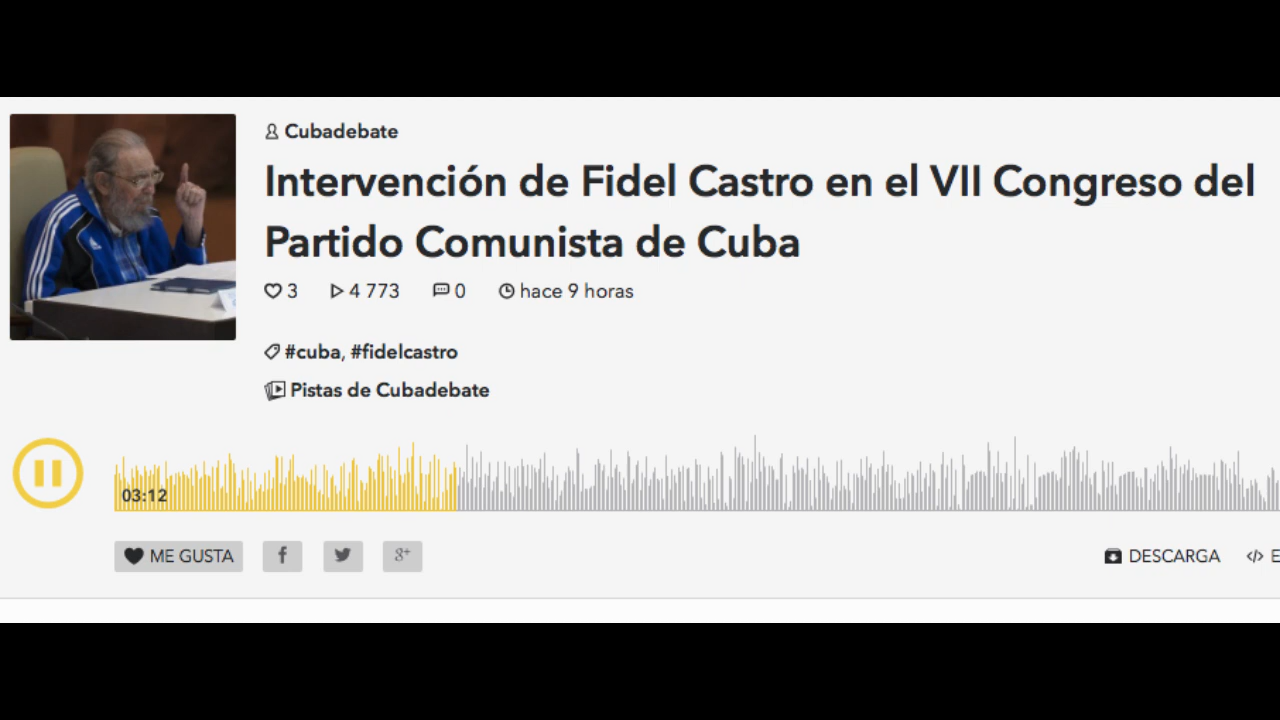 Cubadebate
Intervención de Fidel Castro en el VII Congreso del
Partido Comunista de Cuba
3 4 773 0 hace 9 horas
#cuba, #fidelcastro
Pistas de Cubadebate
03:12
ME GUSTA f g+ DESCARGA </> E